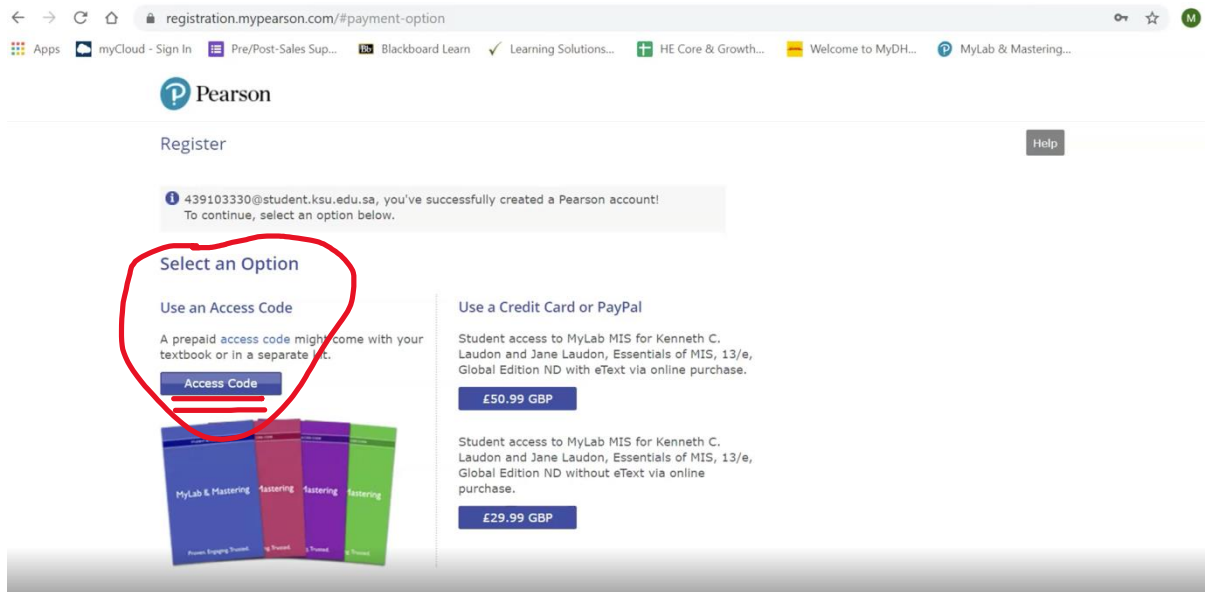 registration.mypearson.com/#payment-option
M
Apps myCloud - Sign In Pre/Post-Sales Sup... Bb Blackboard Learn Learning Solutions... HE Core & Growth... Welcome to MyDH... MyLab & Mastering...
Pearson
Register
Help
439103330@student.ksu.edu.sa, you've successfully created a Pearson account!
To continue, select an option below.
Select an Option
Use an Access Code
A prepaid access code might come with your
textbook or in a separate kit.
Access Code
MyLab & Mastering
Mastering
Mastering
Mastering
Use a Credit Card or PayPal
Student access to MyLab MIS for Kenneth C.
Laudon and Jane Laudon, Essentials of MIS, 13/e,
Global Edition ND with eText via online purchase.
£50.99 GBP
Student access to MyLab MIS for Kenneth C.
Laudon and Jane Laudon, Essentials of MIS, 13/e,
Global Edition ND without eText via online
purchase.
£29.99 GBP